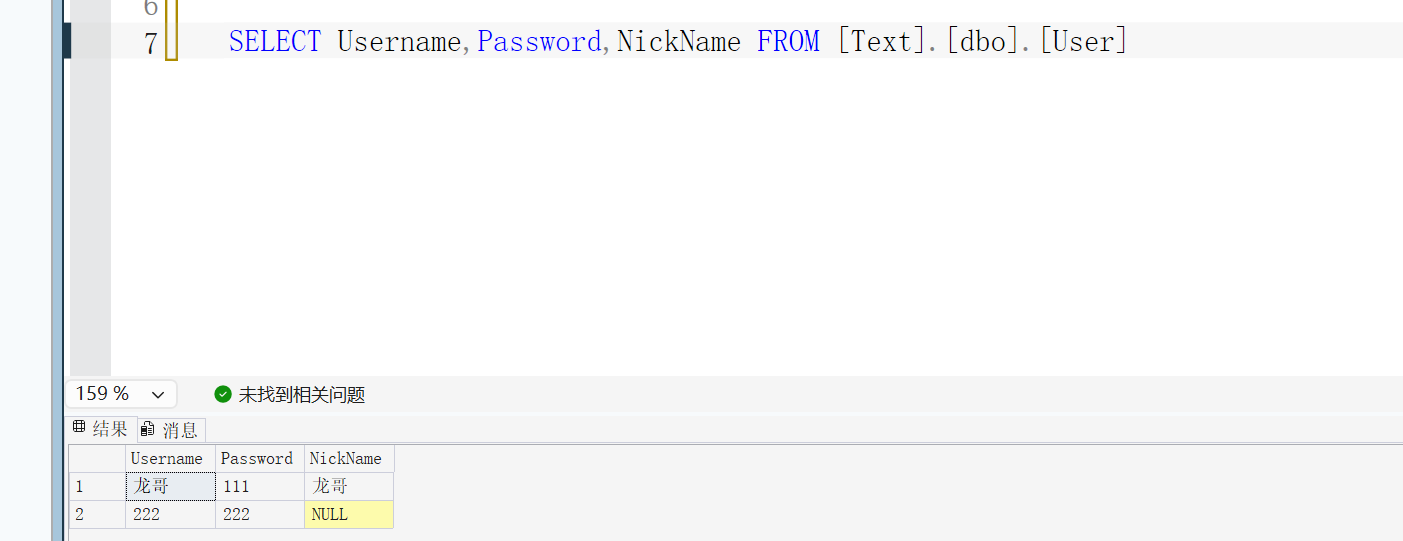 6
7 SELECT Username,Password,NickName FROM [Text].[dbo].[User]
159 % 未找到相关问题
结果 消息
Username Password NickName
1 龙哥 111 龙哥
2 222 222 NULL